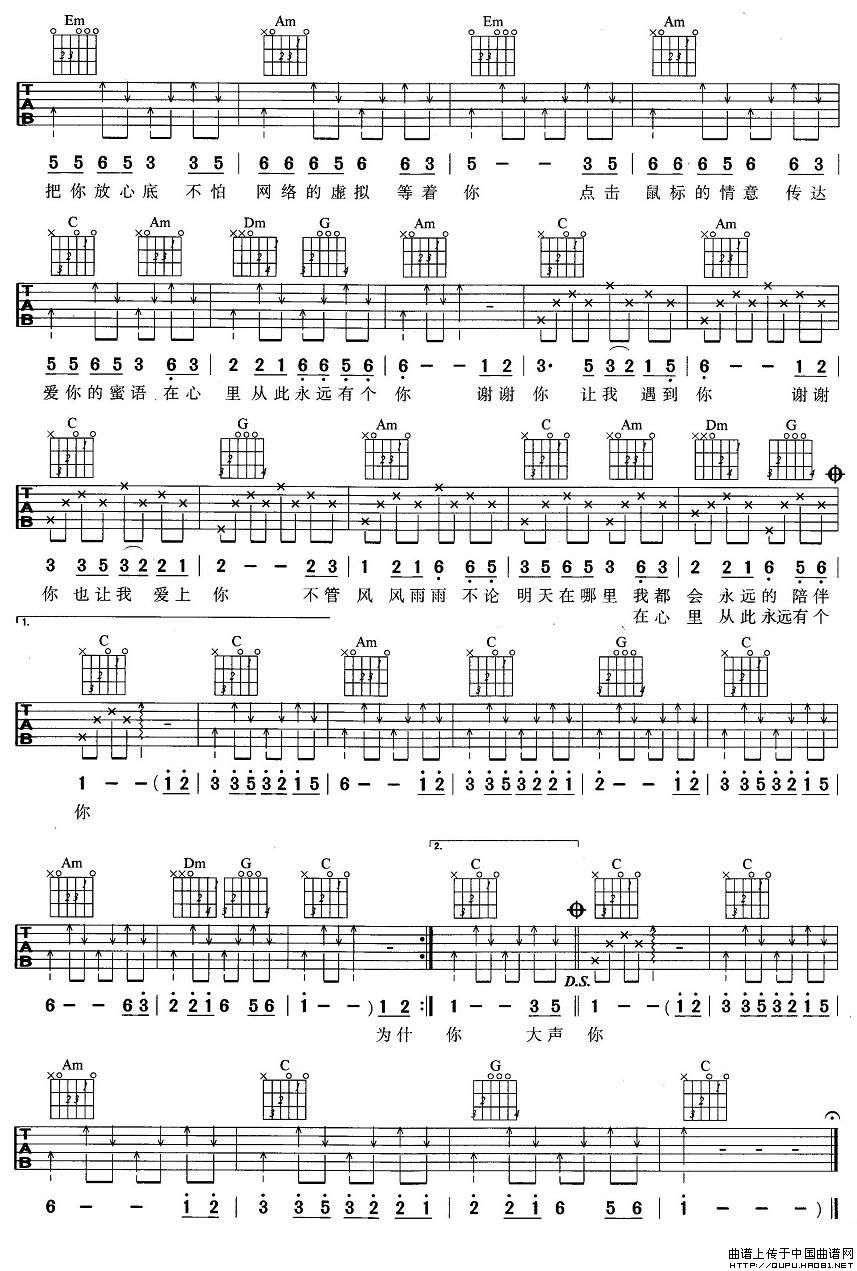 Em Am Em Am
TAB
5 5 6 5 3 3 5 | 6 6 6 5 6 6 3 | 5 - - 3 5 | 6 6 6 5 6 6 3 |
把你放心底 不怕 网络的虚拟 等着 你 点击 鼠标的情意 传达
C Am Dm G Am C Am
TAB
5 5 6 5 3 6 3 | 2 2 1 6 6 5 6 | 6 - - 1 2 | 3· 5 3 2 1 5 | 6 - - 1 2 |
爱你的蜜语 在心 里 从此永远有个 你 谢谢 你 让我 遇到 你 谢谢
C G Am C Am Dm G
TAB
3 3 5 3 2 2 1 | 2 - - 2 3 | 1 2 1 6 6 5 | 3 5 6 5 3 6 3 | 2 2 1 6 5 6 |
你 也让我 爱上 你 不管 风 风雨雨 不论 明天在哪里 我都 会 永远的 陪伴
在心 里 从此永远有个
1.
C C Am C G C
TAB
1 - - ( 1 2 | 3 3 5 3 2 1 5 | 6 - - 1 2 | 3 3 5 3 2 2 1 | 2 - - 1 2 | 3 3 5 3 2 1 5 |
你
2.
Am Dm G C C C C
TAB
D.S.
6 - - 6 3 | 2 2 1 6 5 6 | 1 - - ) 1 2 :‖ 1 - - 3 5 ‖ 1 - - ( 1 2 | 3 3 5 3 2 1 5 |
为什 你 大声 你
Am C G C
TAB
6 - - 1 2 | 3 3 5 3 2 2 1 | 2 2 1 6 5 6 | 1 - - - ) ‖
曲谱上传于中国曲谱网
HTTP://QUPU.HAO81.NET